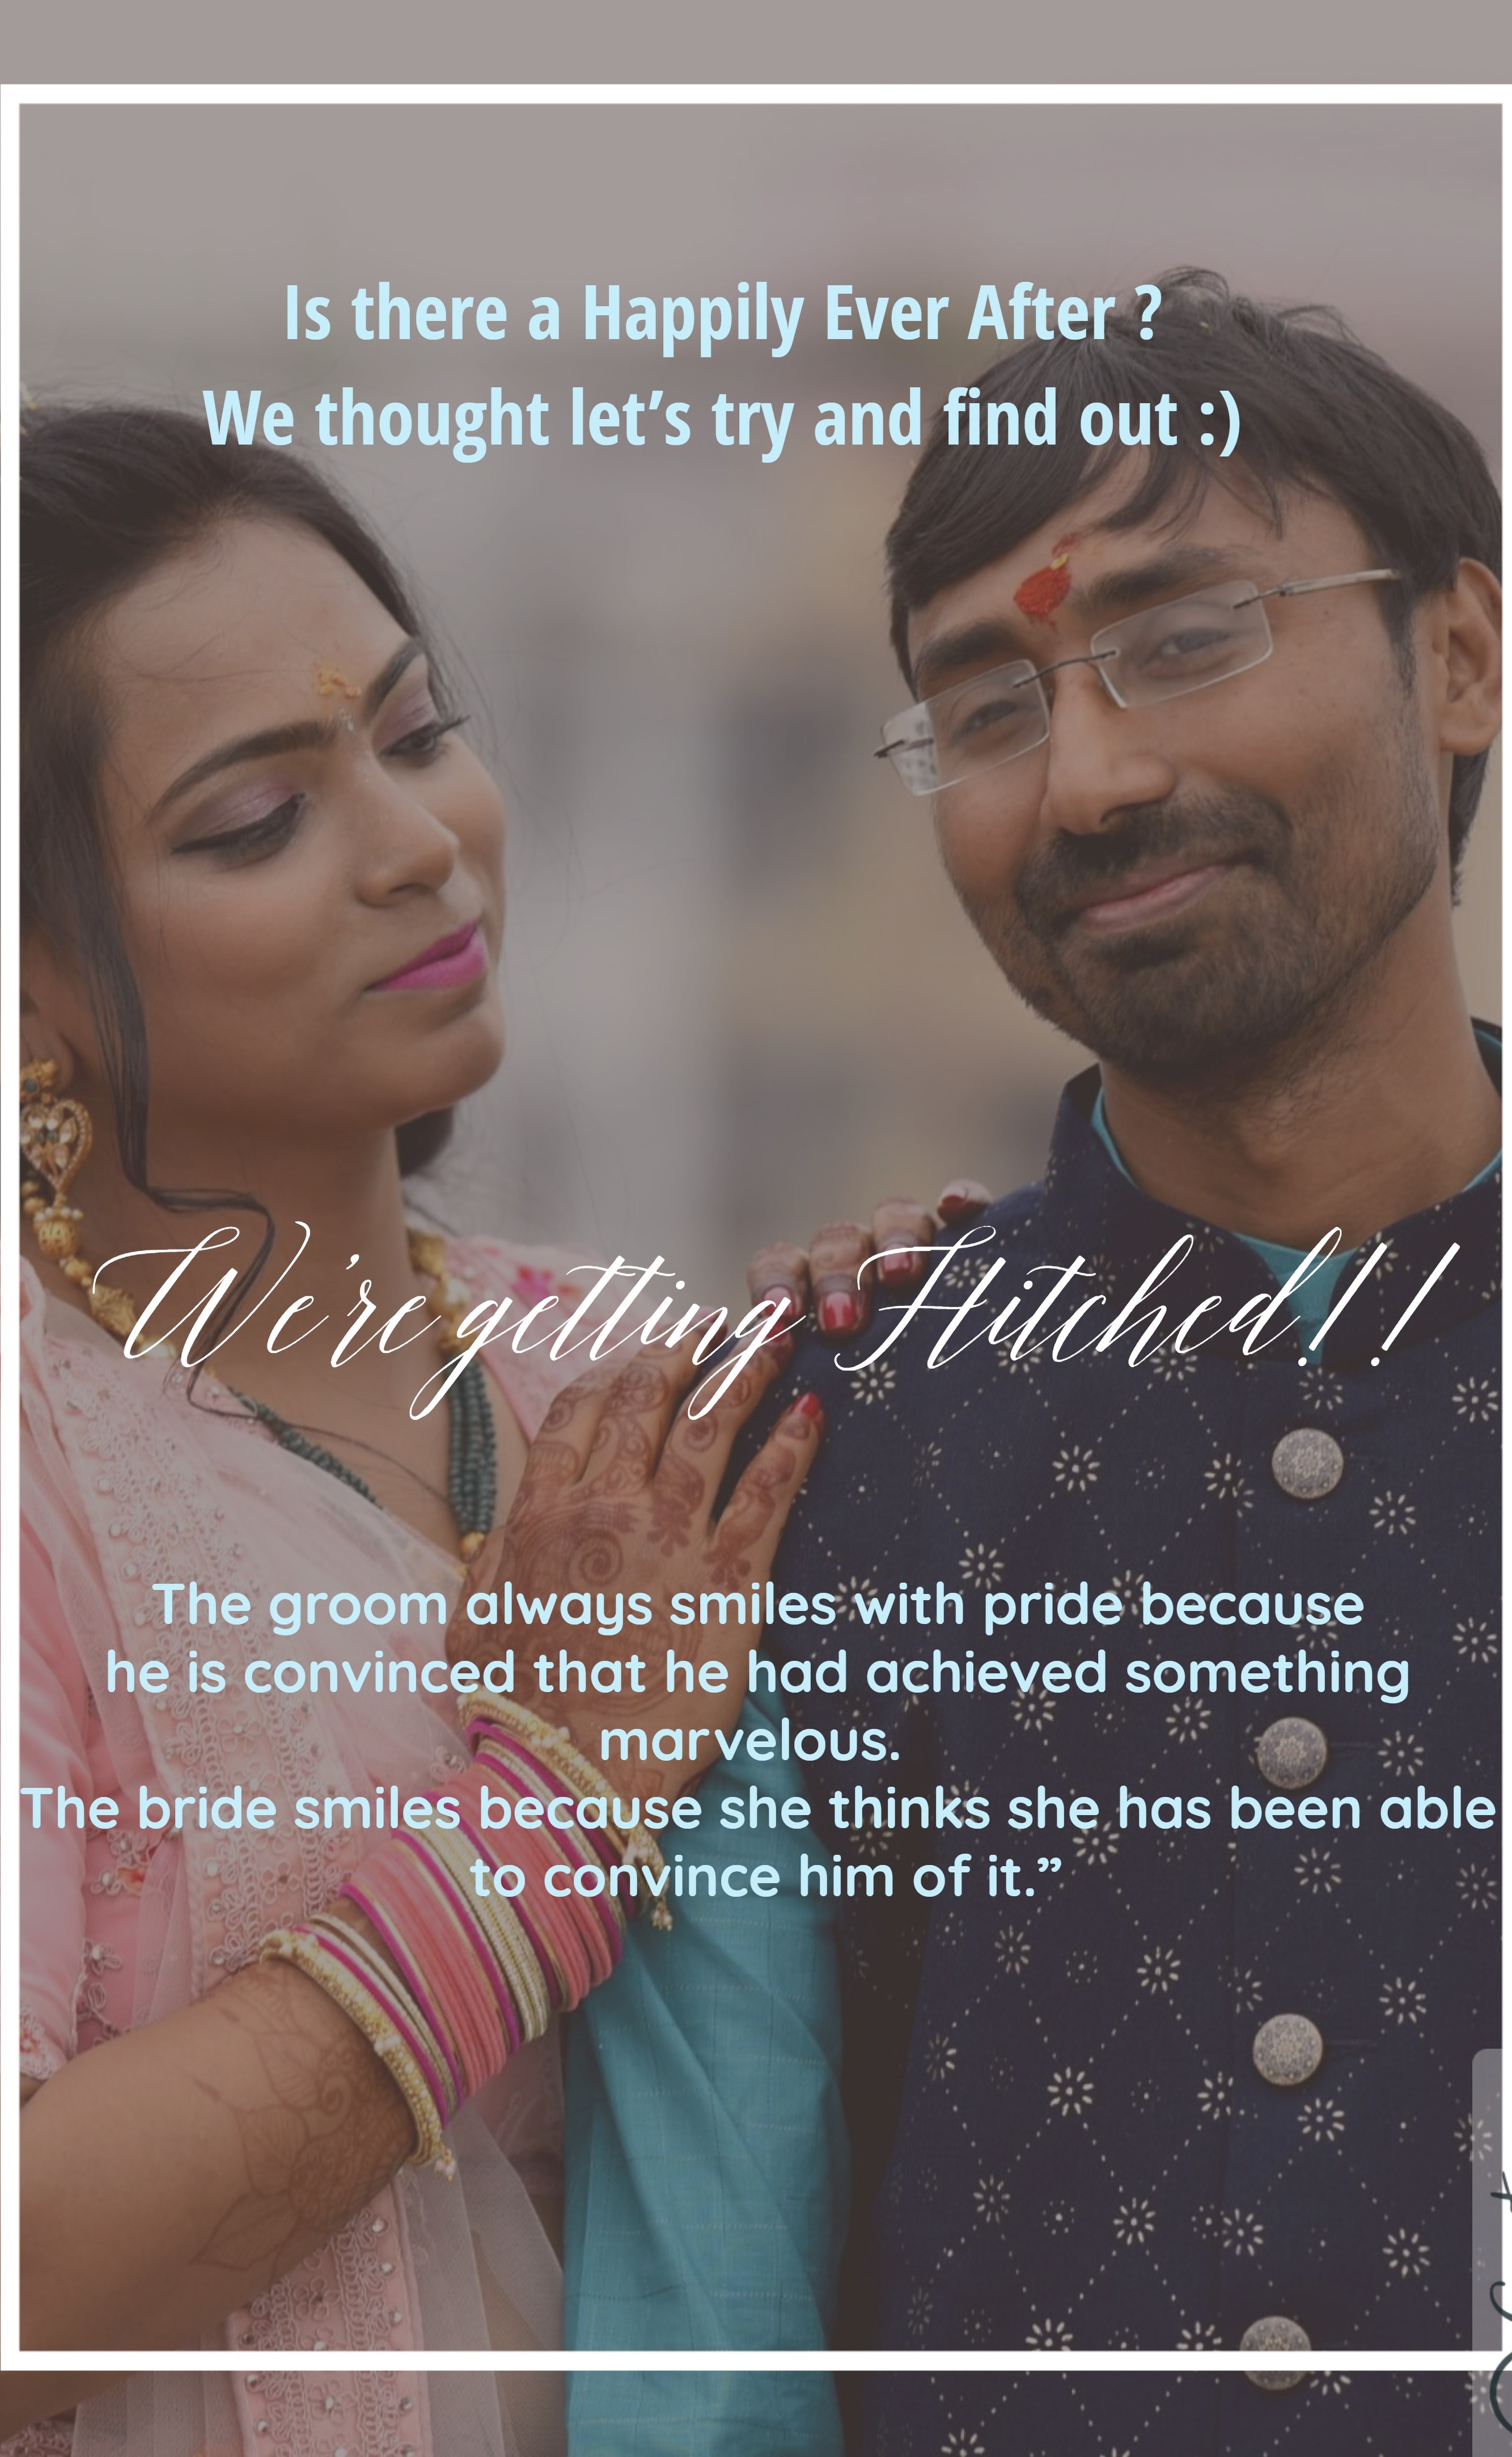 Is there a Happily Ever After ?
We thought let’s try and find out :)
We're getting Hitched!!
The groom always smiles with pride because
he is convinced that he had achieved something
marvelous.
The bride smiles because she thinks she has been able
to convince him of it.”